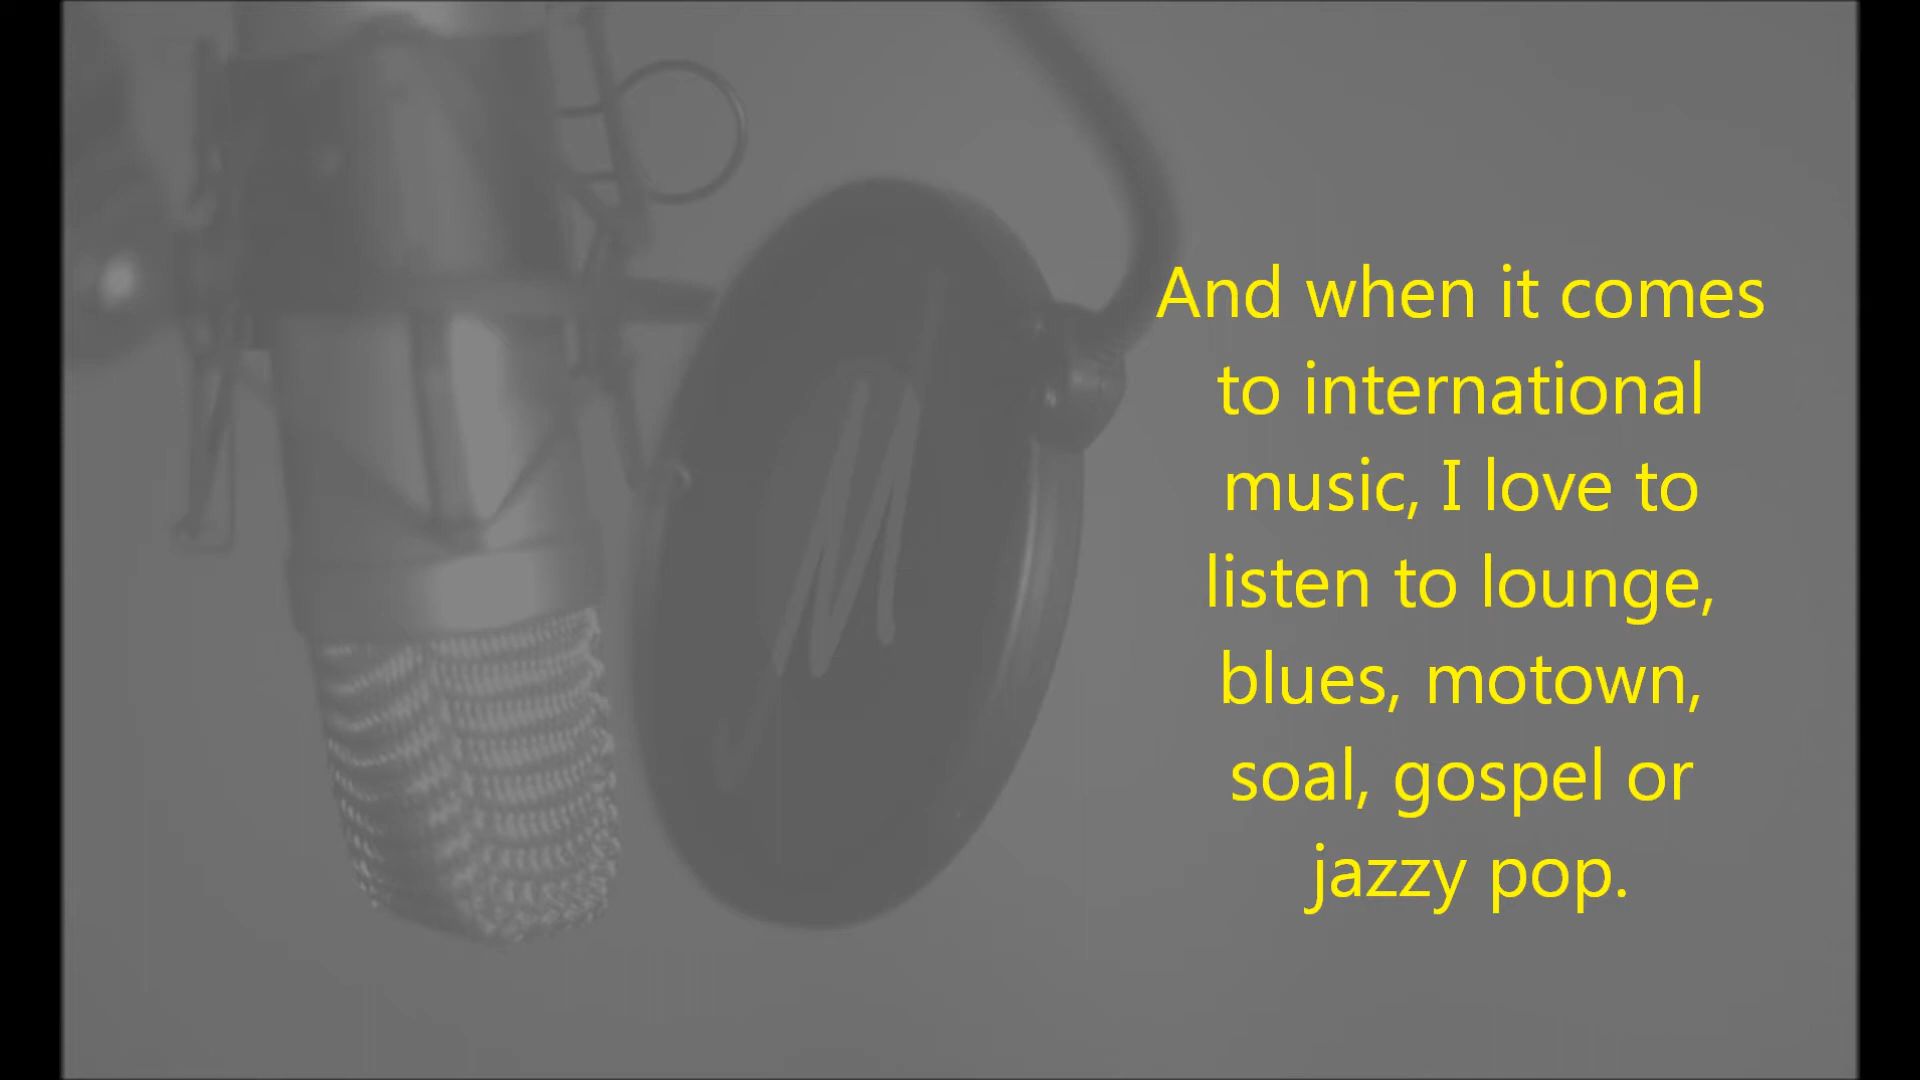 And when it comes
to international
music, I love to
listen to lounge,
blues, motown,
soal, gospel or
jazzy pop.